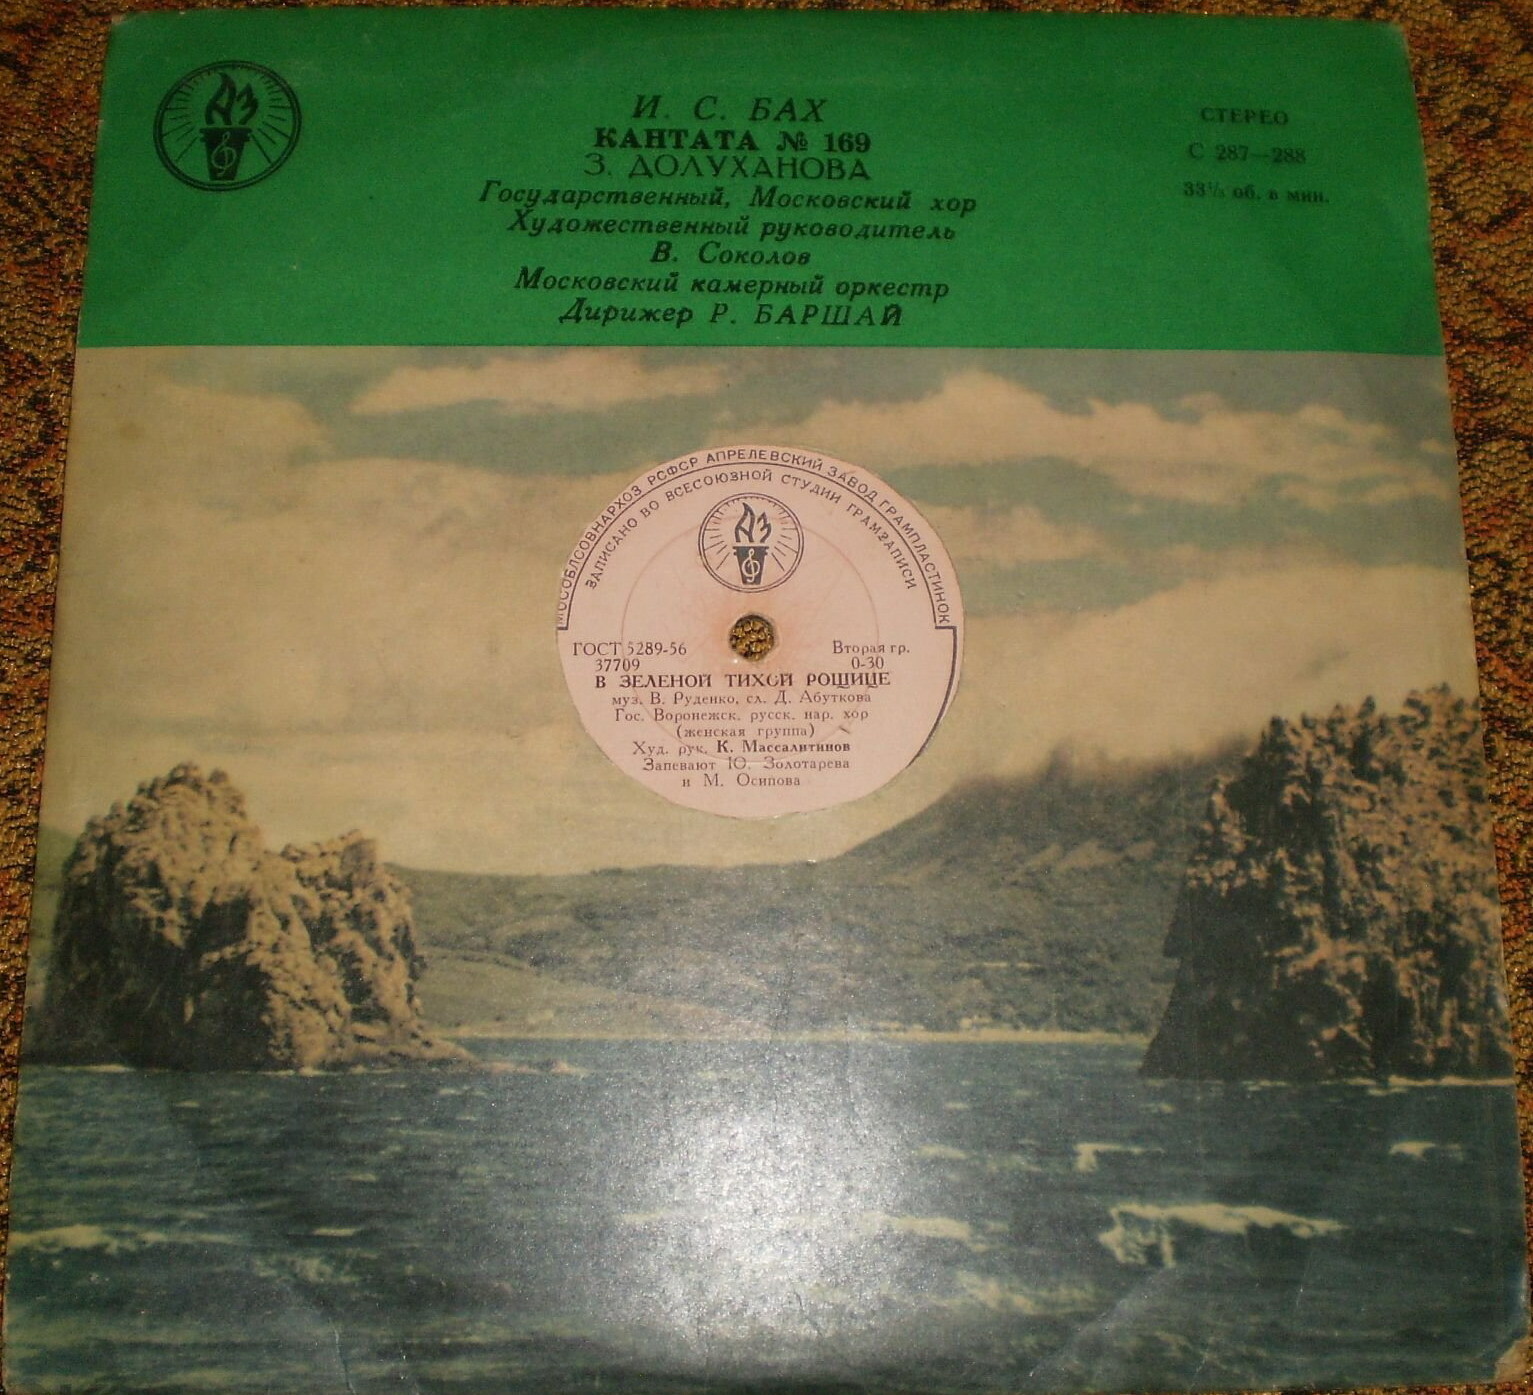 АЗ
И. С. БАХ
КАНТАТА № 169
З. ДОЛУХАНОВА
Государственный, Московский хор
Художественный руководитель
В. Соколов
Московский камерный оркестр
Дирижер Р. БАРШАЙ
СТЕРЕО
С 287—288
33⅓ об. в мин.
МОСОБЛСОВНАРХОЗ РСФСР АПРЕЛЕВСКИЙ ЗАВОД ГРАМПЛАСТИНОК
ЗАПИСАНО ВО ВСЕСОЮЗНОЙ СТУДИИ ГРАМЗАПИСИ
АЗ
ГОСТ 5289-56 Вторая гр.
37709 0-30
В ЗЕЛЕНОЙ ТИХОЙ РОЩИЦЕ
муз. В. Руденко, сл. Д. Абуткова
Гос. Воронежск. русск. нар. хор
(женская группа)
Худ. рук. К. Массалитинов
Запевают Ю. Золотарева
и М. Осипова